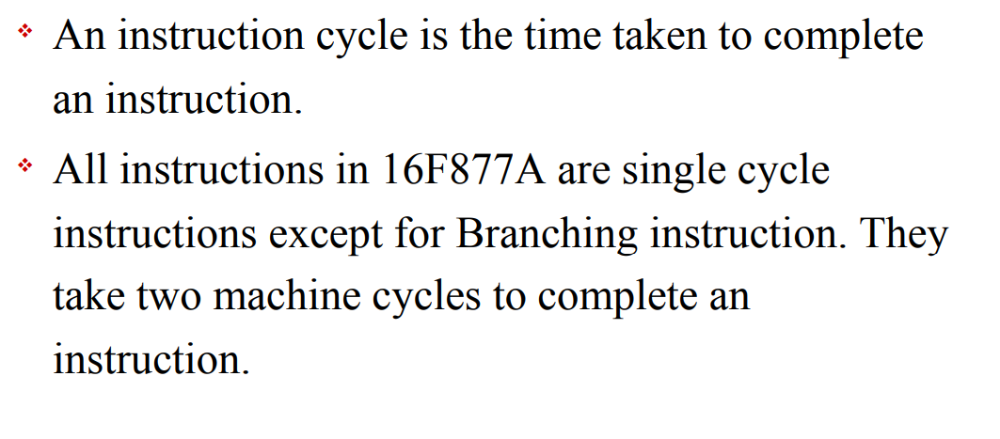 ❖ An instruction cycle is the time taken to complete
an instruction.
❖ All instructions in 16F877A are single cycle
instructions except for Branching instruction. They
take two machine cycles to complete an
instruction.